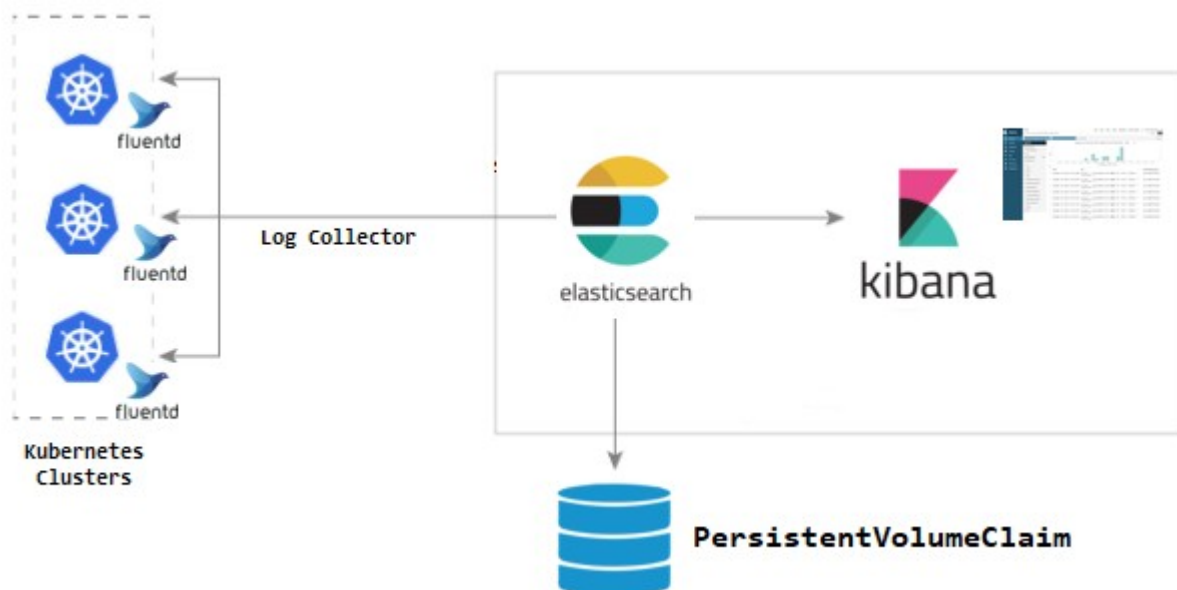 fluentd
fluentd
fluentd
Kubernetes
Clusters
Log Collector
elasticsearch
kibana
PersistentVolumeClaim